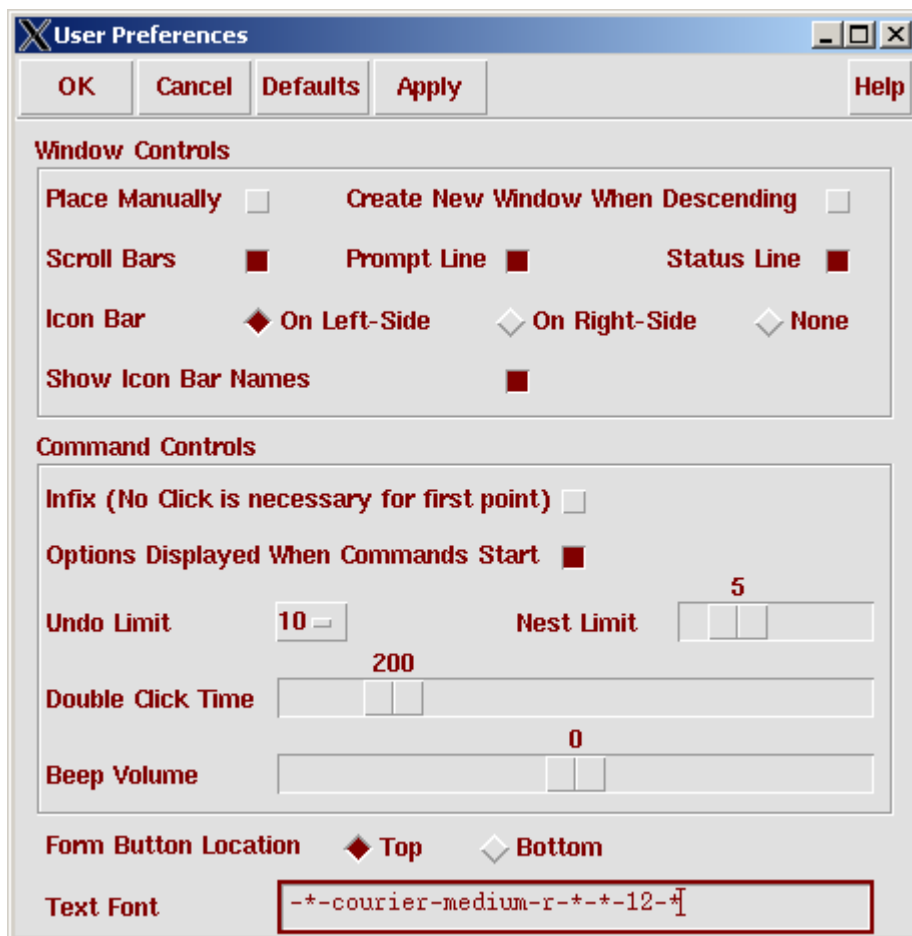 User Preferences
OK Cancel Defaults Apply Help
Window Controls
Place Manually Create New Window When Descending
Scroll Bars Prompt Line Status Line
Icon Bar On Left-Side On Right-Side None
Show Icon Bar Names
Command Controls
Infix (No Click is necessary for first point)
Options Displayed When Commands Start
5
Undo Limit 10 Nest Limit
200
Double Click Time
0
Beep Volume
Form Button Location Top Bottom
Text Font -*-courier-medium-r-*-*-12-*